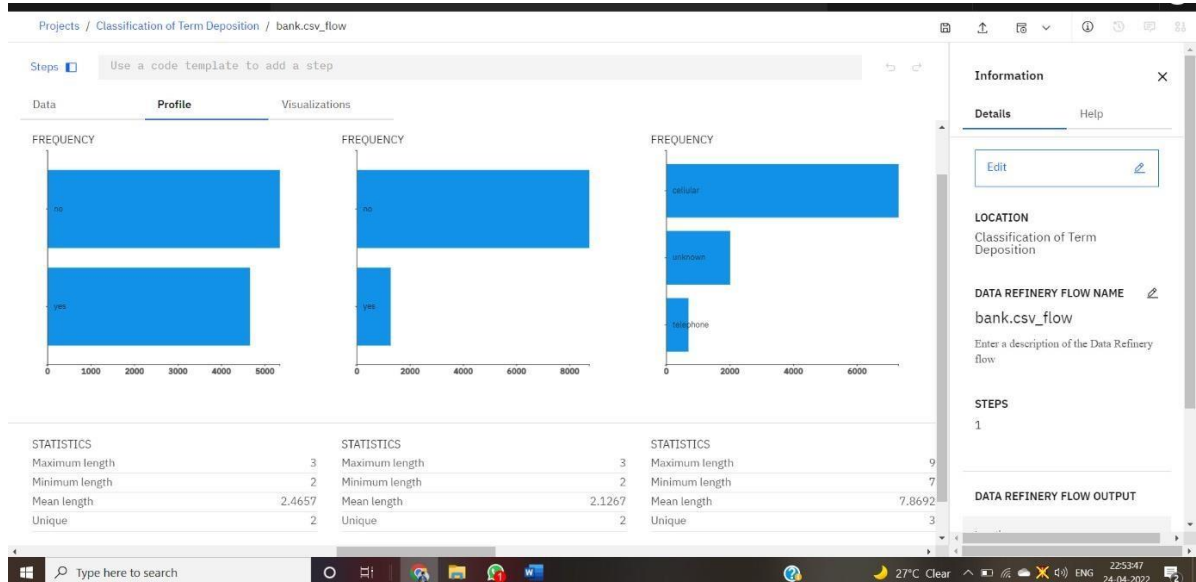 Projects / Classification of Term Deposition / bank.csv_flow
Steps Use a code template to add a step
Data Profile Visualizations
FREQUENCY
no
yes
0 1000 2000 3000 4000 5000
FREQUENCY
no
yes
0 2000 4000 6000 8000
FREQUENCY
cellular
unknown
telephone
0 2000 4000 6000
STATISTICS
Maximum length 3
Minimum length 2
Mean length 2.4657
Unique 2
STATISTICS
Maximum length 3
Minimum length 2
Mean length 2.1267
Unique 2
STATISTICS
Maximum length 9
Minimum length 7
Mean length 7.8692
Unique 3
Information
Details Help
Edit
LOCATION
Classification of Term
Deposition
DATA REFINERY FLOW NAME
bank.csv_flow
Enter a description of the Data Refinery
flow
STEPS
1
DATA REFINERY FLOW OUTPUT
Type here to search
27°C Clear
ENG
22:53:47
24-04-2022